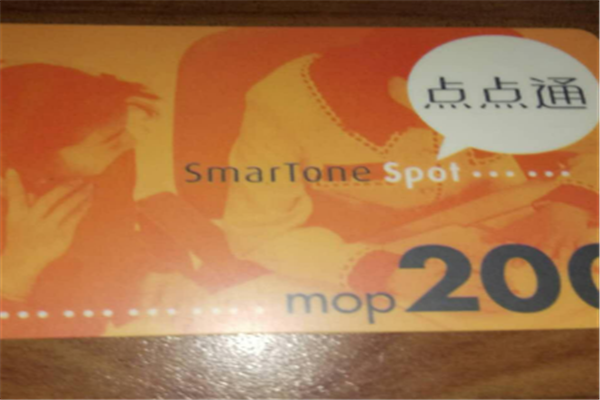 点点通
SmarTone Spot
mop 200